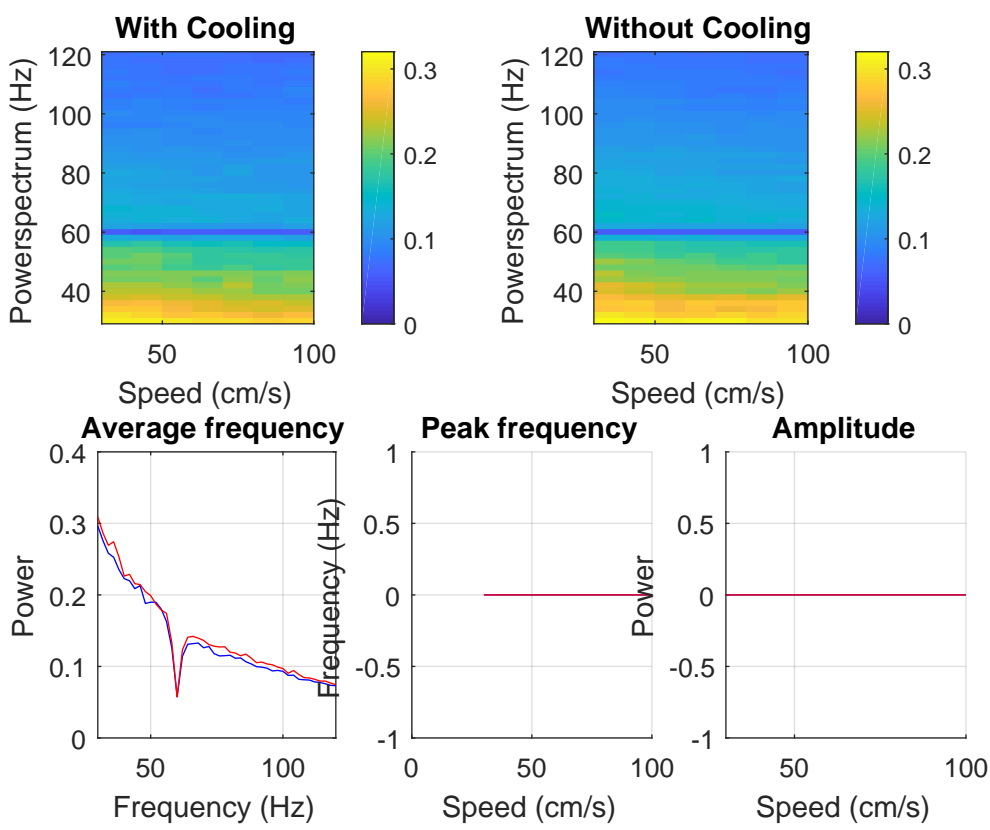 With Cooling
Powerspectrum (Hz)
120
100
80
60
40
50
100
Speed (cm/s)
0.3
0.2
0.1
0
Without Cooling
Powerspectrum (Hz)
120
100
80
60
40
50
100
Speed (cm/s)
0.3
0.2
0.1
0
Average frequency
Power
0.4
0.3
0.2
0.1
0
50
100
Frequency (Hz)
Peak frequency
Frequency (Hz)
1
0.5
0
-0.5
-1
0
50
100
Speed (cm/s)
Amplitude
Power
1
0.5
0
-0.5
-1
50
100
Speed (cm/s)